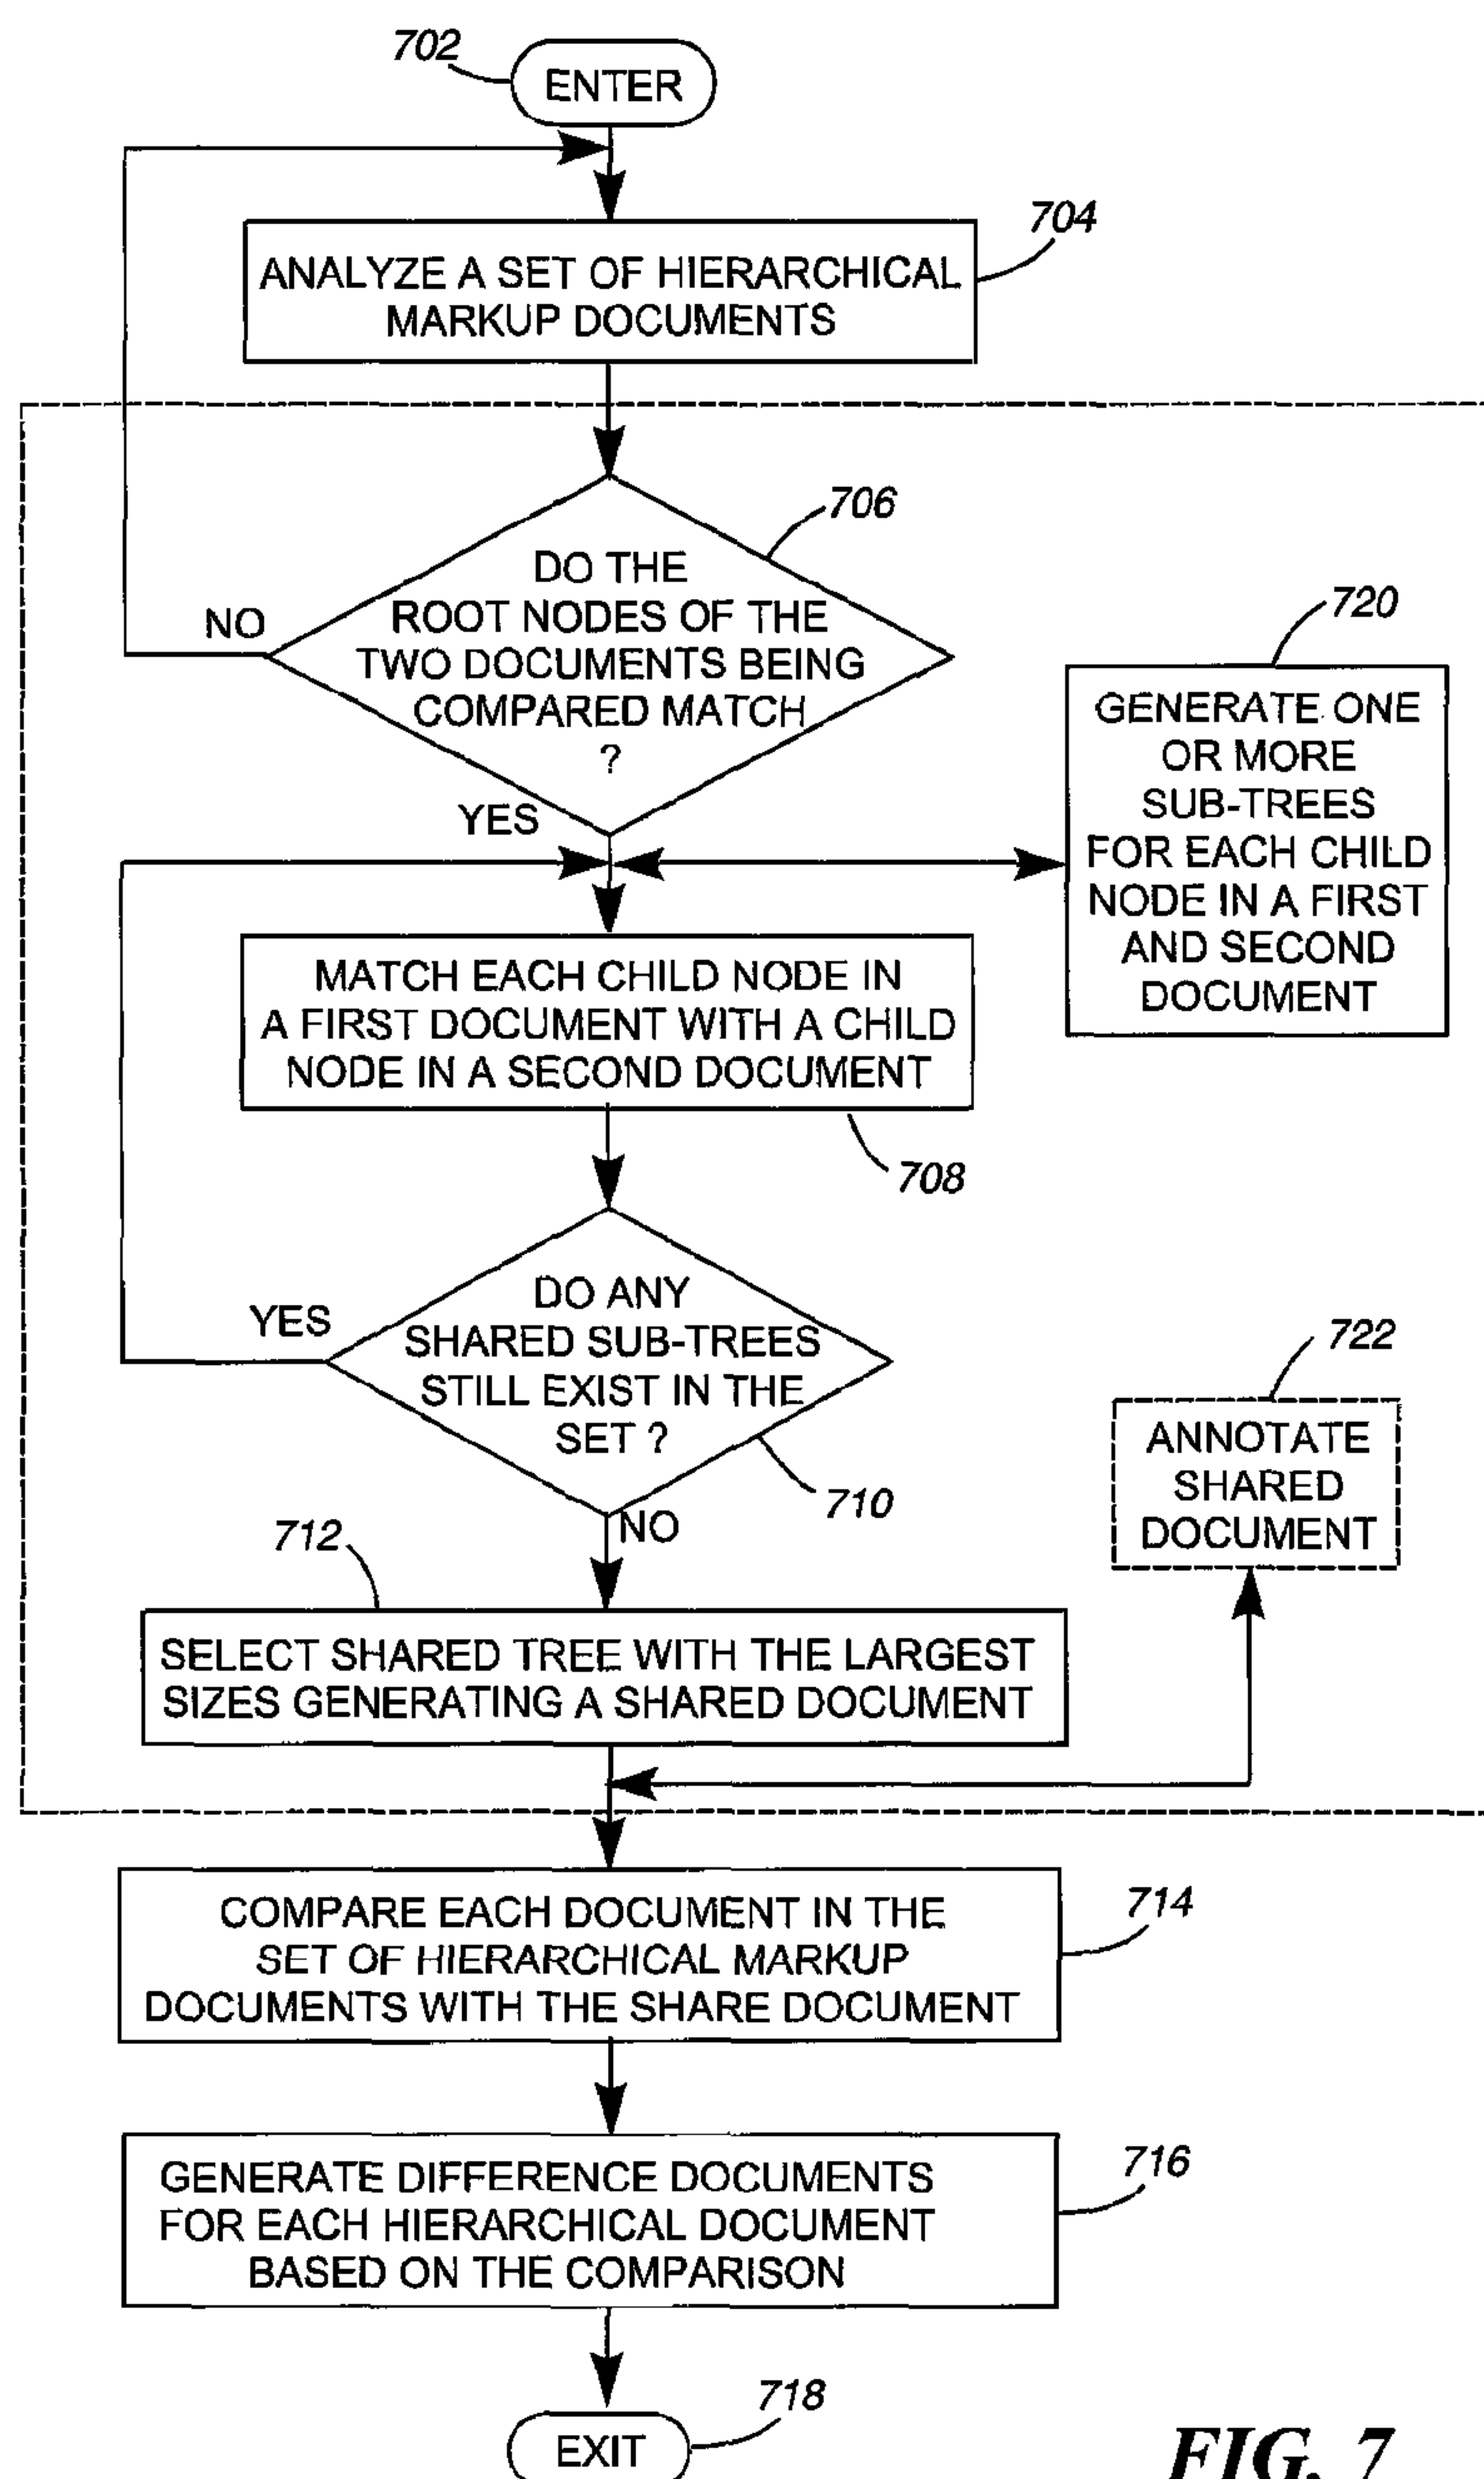 702
ENTER
704
ANALYZE A SET OF HIERARCHICAL
MARKUP DOCUMENTS
706
DO THE
ROOT NODES OF THE
TWO DOCUMENTS BEING
COMPARED MATCH
?
NO
YES
720
GENERATE ONE
OR MORE
SUB-TREES
FOR EACH CHILD
NODE IN A FIRST
AND SECOND
DOCUMENT
MATCH EACH CHILD NODE IN
A FIRST DOCUMENT WITH A CHILD
NODE IN A SECOND DOCUMENT
708
DO ANY
SHARED SUB-TREES
STILL EXIST IN THE
SET ?
YES
710
NO
722
ANNOTATE
SHARED
DOCUMENT
712
SELECT SHARED TREE WITH THE LARGEST
SIZES GENERATING A SHARED DOCUMENT
COMPARE EACH DOCUMENT IN THE
SET OF HIERARCHICAL MARKUP
DOCUMENTS WITH THE SHARE DOCUMENT
714
GENERATE DIFFERENCE DOCUMENTS
FOR EACH HIERARCHICAL DOCUMENT
BASED ON THE COMPARISON
716
EXIT
718
FIG. 7